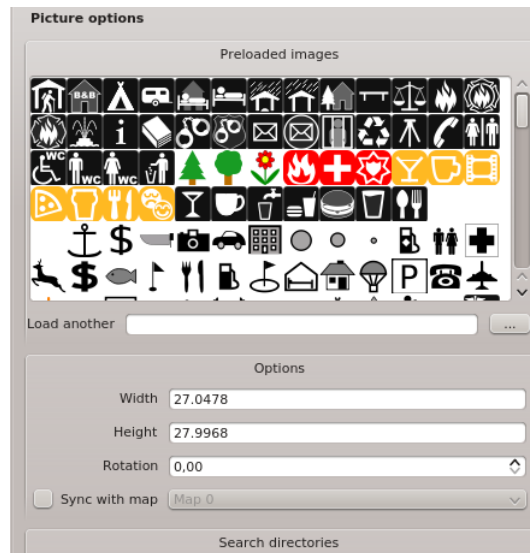 Picture options
Preloaded images
B&B
i
WC
WC WC
$
$ P
Load another ...
Options
Width 27.0478
Height 27.9968
Rotation 0,00
Sync with map Map 0
Search directories